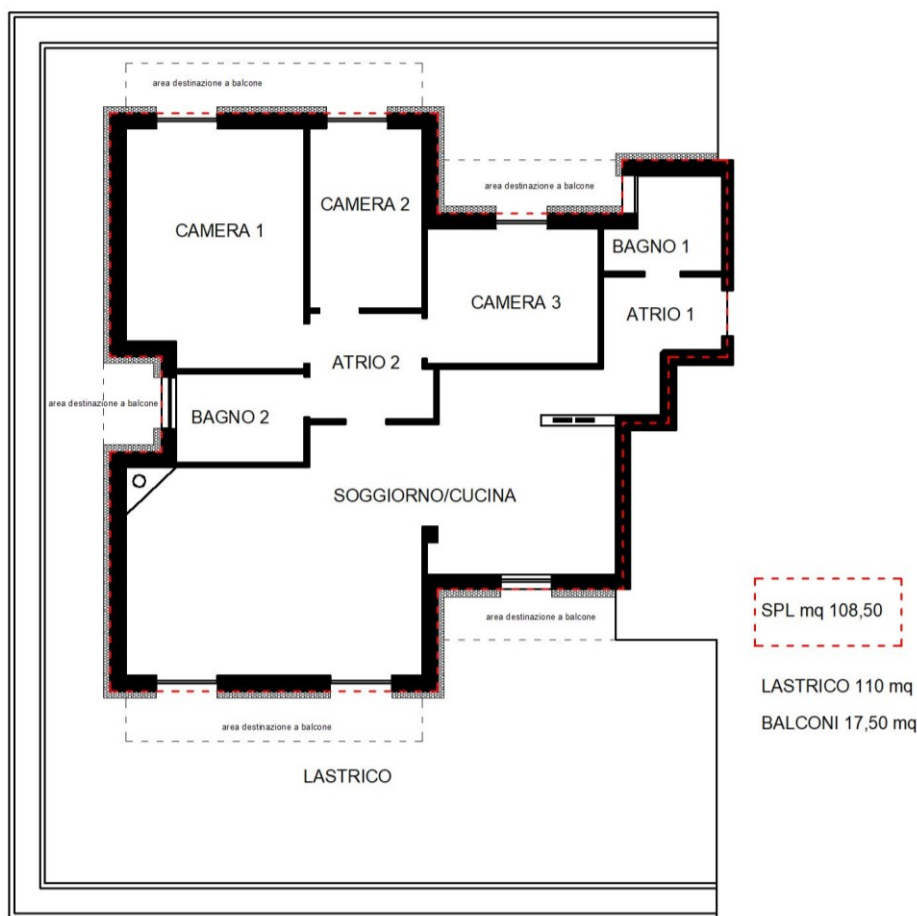 area destinazione a balcone
CAMERA 1
CAMERA 2
area destinazione a balcone
BAGNO 1
CAMERA 3
ATRIO 1
ATRIO 2
area destinazione a balcone
BAGNO 2
SOGGIORNO/CUCINA
area destinazione a balcone
area destinazione a balcone
LASTRICO
SPL mq 108,50
LASTRICO 110 mq
BALCONI 17,50 mq